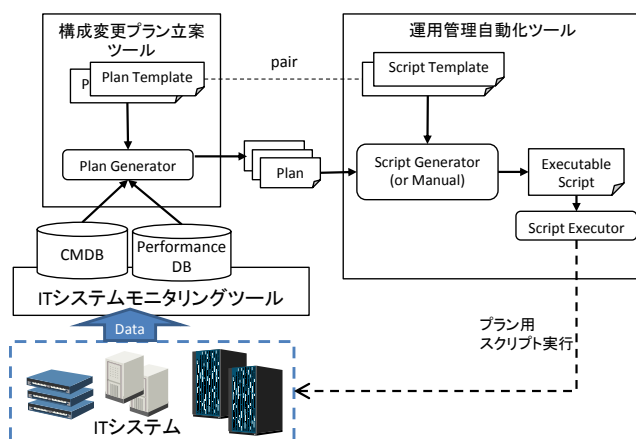 構成変更プラン立案
ツール
運用管理自動化ツール
P
Plan Template
pair
Script Template
Plan Generator
Plan
Script Generator
(or Manual)
Executable
Script
Script Executor
CMDB
Performance
DB
ITシステムモニタリングツール
Data
プラン用
スクリプト実行
ITシステム